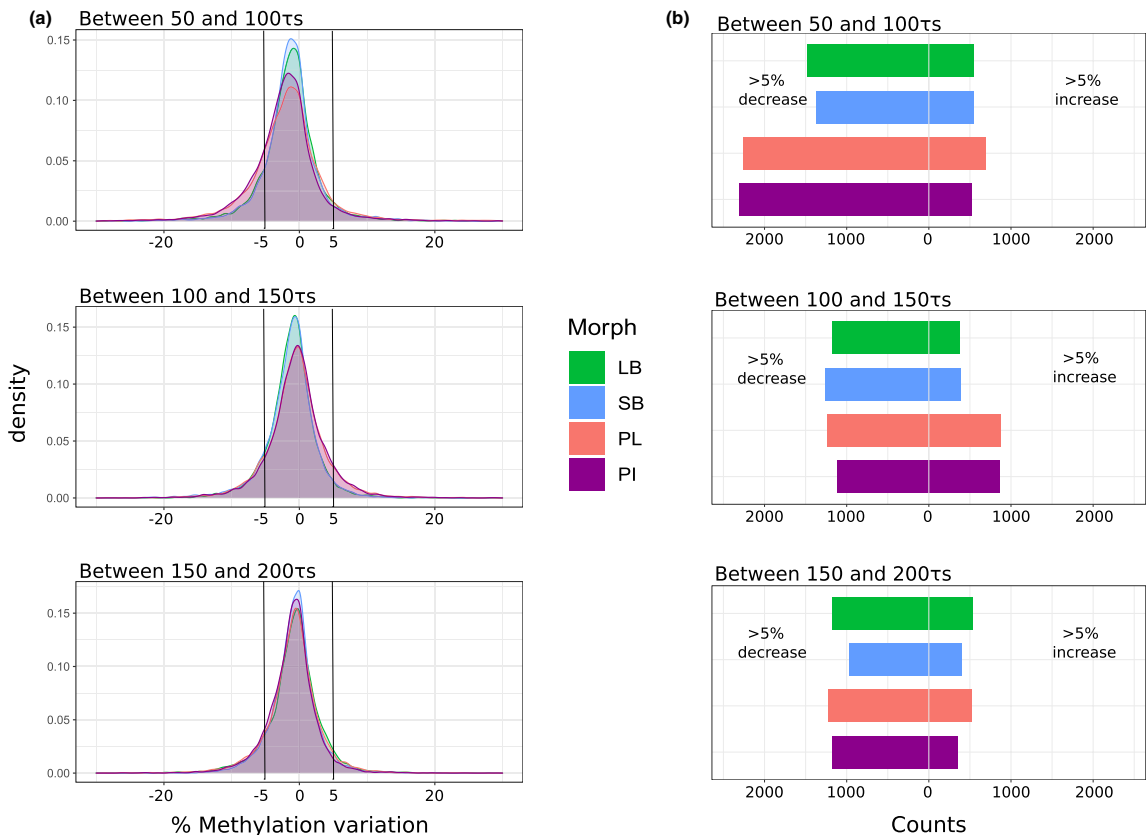 (a)
Between 50 and 100τs
0.15
0.10
0.05
0.00
-20 -5 0 5 20
Between 100 and 150τs
0.15
0.10
0.05
0.00
-20 -5 0 5 20
Between 150 and 200τs
0.15
0.10
0.05
0.00
-20 -5 0 5 20
density
% Methylation variation
Morph
LB
SB
PL
PI
(b)
Between 50 and 100τs
>5%
decrease
>5%
increase
2000 1000 0 1000 2000
Between 100 and 150τs
>5%
decrease
>5%
increase
2000 1000 0 1000 2000
Between 150 and 200τs
>5%
decrease
>5%
increase
2000 1000 0 1000 2000
Counts